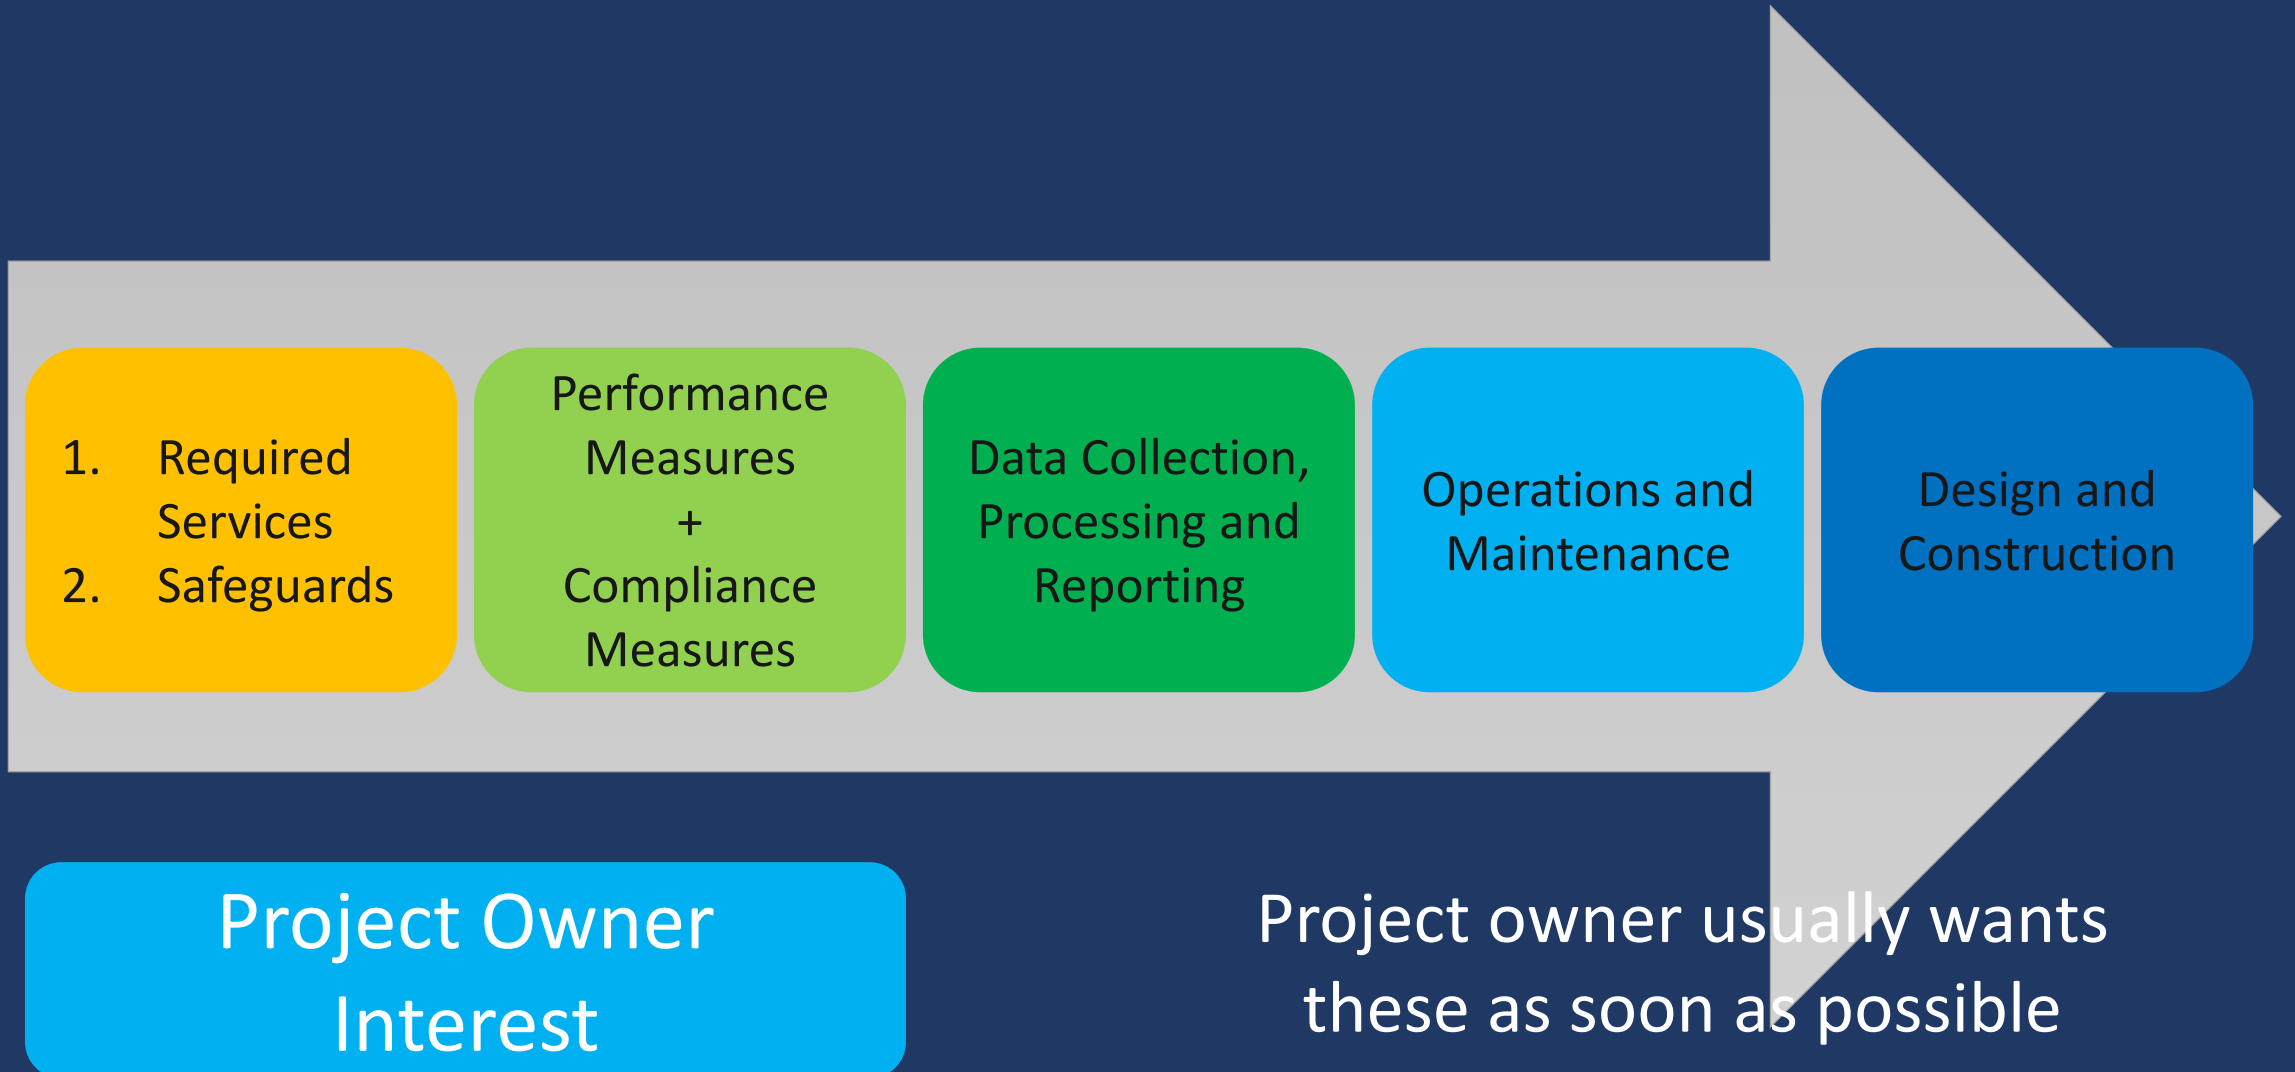 1. Required
Services
2. Safeguards
Performance
Measures
+
Compliance
Measures
Data Collection,
Processing and
Reporting
Operations and
Maintenance
Design and
Construction
Project Owner
Interest
Project owner usually wants
these as soon as possible